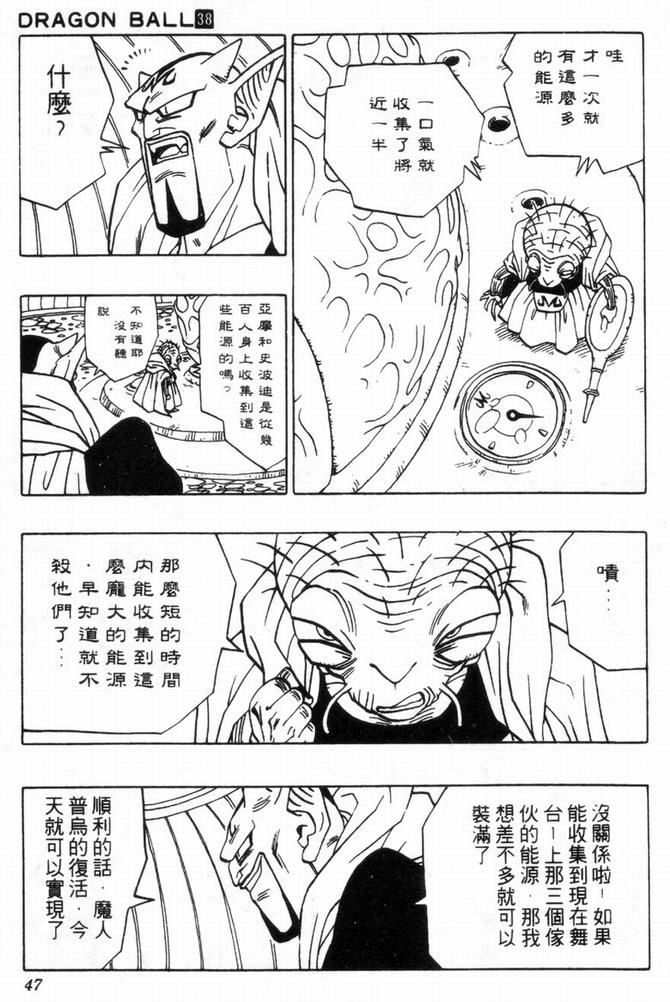 DRAGON BALL 38
哇
才一次就
有這麼多
的能源
一口氣就
收集了將
近一半
什麼？
亞摩和史波迪是從幾
百人身上收集到這
些能源的嗎？
不知道耶
沒有聽
說
嘖…
那麼短的時間
內能收集到這
麼龐大的能源
．早知道就不
殺他們了…
沒關係啦！如果
能收集到現在舞
台上那三個傢
伙的能源．那我
想差不多就可以
裝滿了
順利的話．魔人
普烏的復活．今
天就可以實現了
47